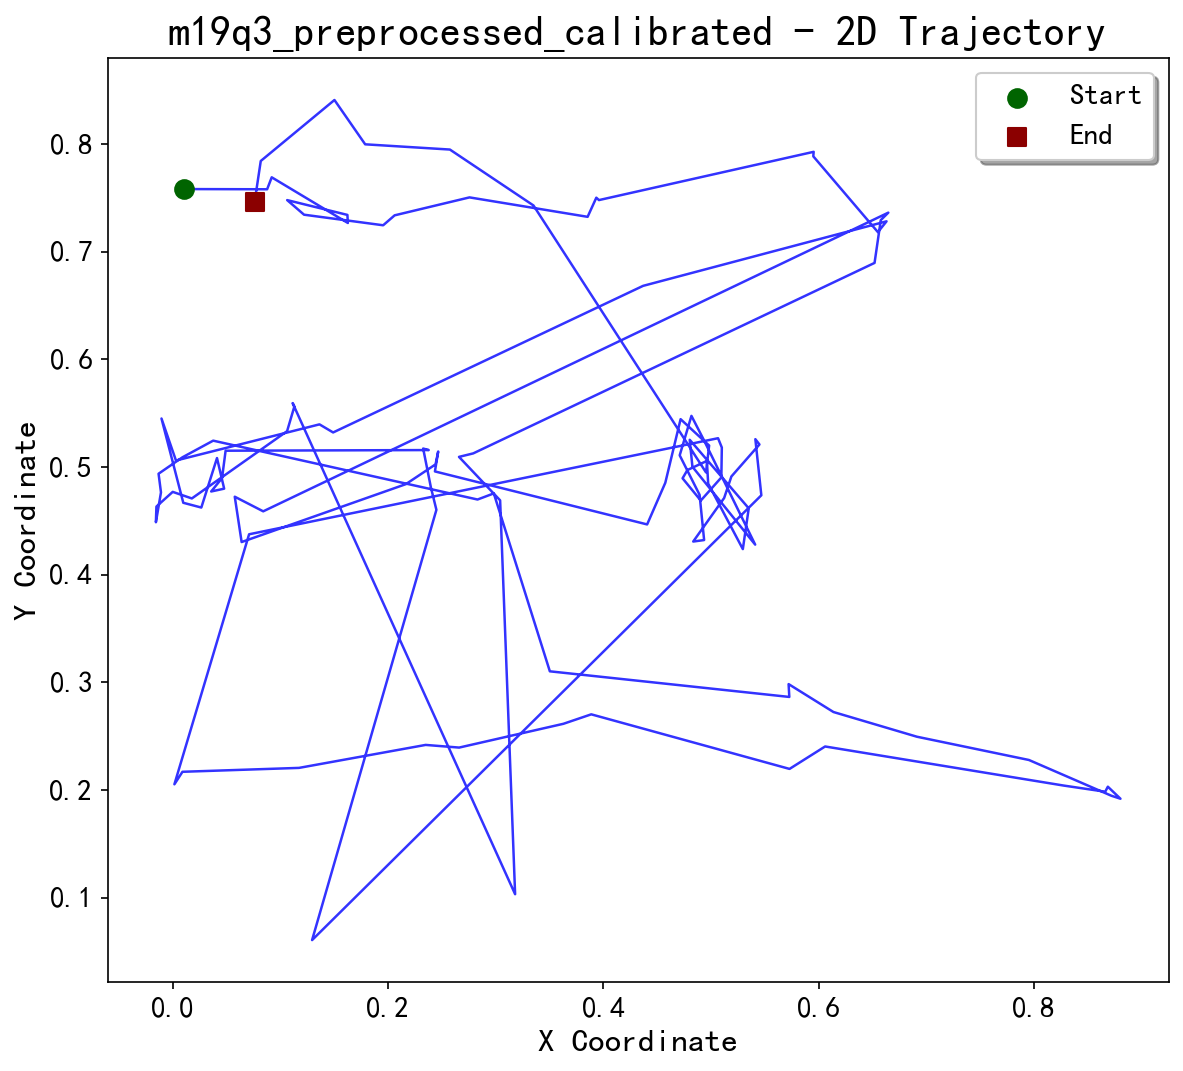 m19q3_preprocessed_calibrated - 2D Trajectory
Start
End
Y Coordinate
0.8
0.7
0.6
0.5
0.4
0.3
0.2
0.1
0.0 0.2 0.4 0.6 0.8
X Coordinate